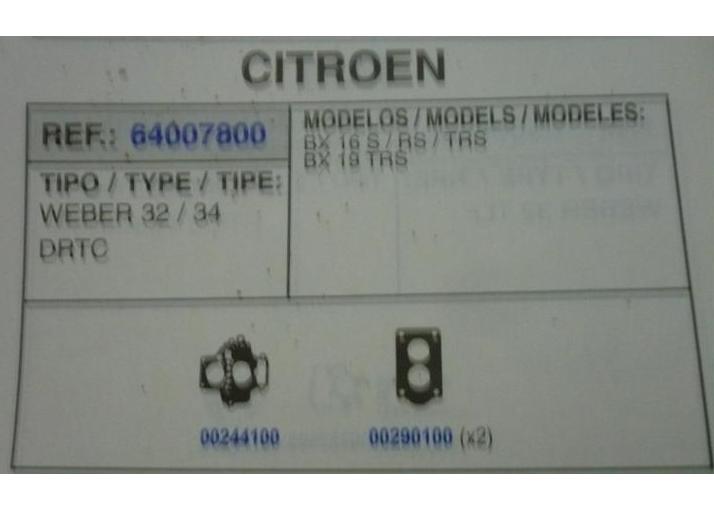 CITROEN
REF.: 64007800
TIPO / TYPE / TIPE:
WEBER 32 / 34
DRTC
MODELOS / MODELS / MODELES:
BX 16 S / RS / TRS
BX 19 TRS
00244100
00290100 (x2)